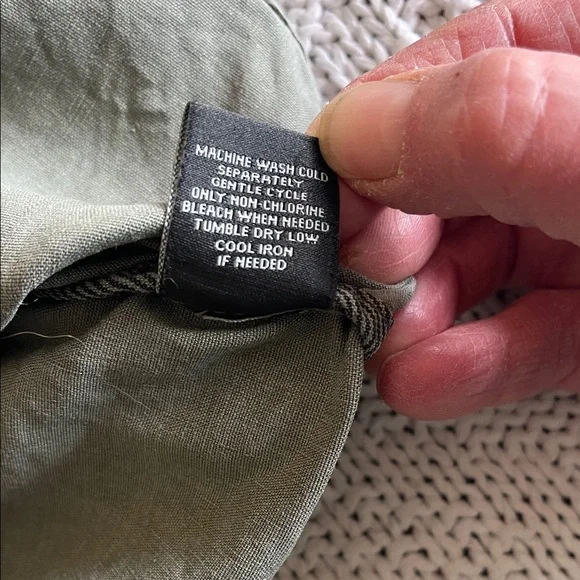 MACHINE WASH COLD
SEPARATELY
GENTLE CYCLE
ONLY NON-CHLORINE
BLEACH WHEN NEEDED
TUMBLE DRY LOW
COOL IRON
IF NEEDED